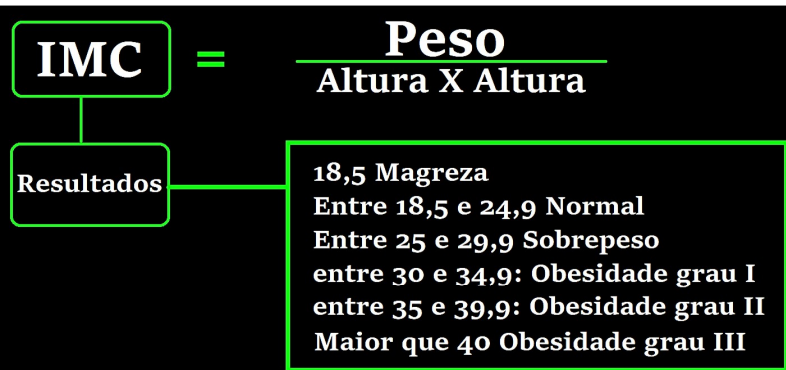 IMC = Peso
Altura X Altura
Resultados
18,5 Magreza
Entre 18,5 e 24,9 Normal
Entre 25 e 29,9 Sobrepeso
entre 30 e 34,9: Obesidade grau I
entre 35 e 39,9: Obesidade grau II
Maior que 40 Obesidade grau III